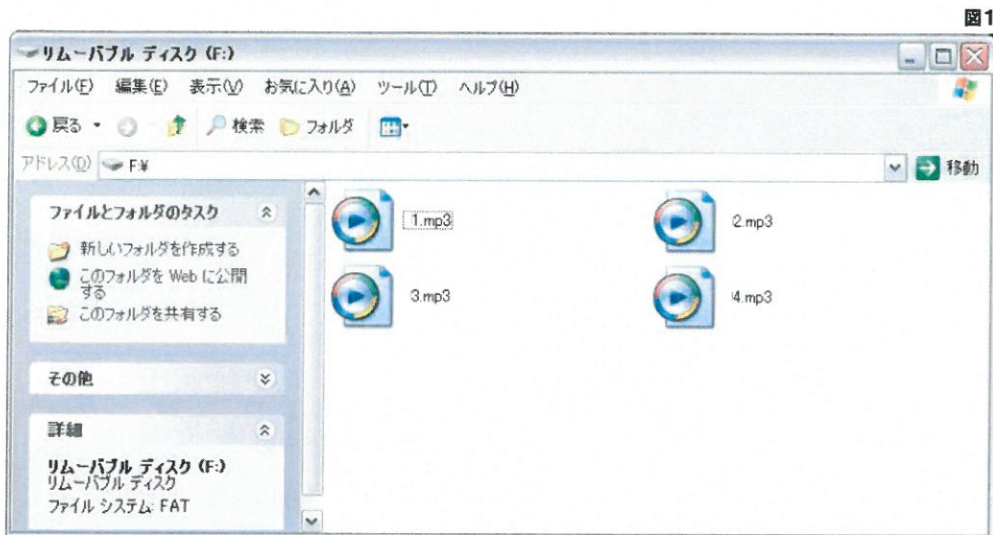 図1
リムーバブル ディスク (F:)
ファイル(F) 編集(E) 表示(V) お気に入り(A) ツール(T) ヘルプ(H)
戻る 検索 フォルダ
アドレス(D) F:¥ 移動
ファイルとフォルダのタスク
新しいフォルダを作成する
このフォルダを Web に公開
する
このフォルダを共有する
その他
詳細
リムーバブル ディスク (F:)
リムーバブル ディスク
ファイル システム: FAT
1.mp3 2.mp3
3.mp3 4.mp3